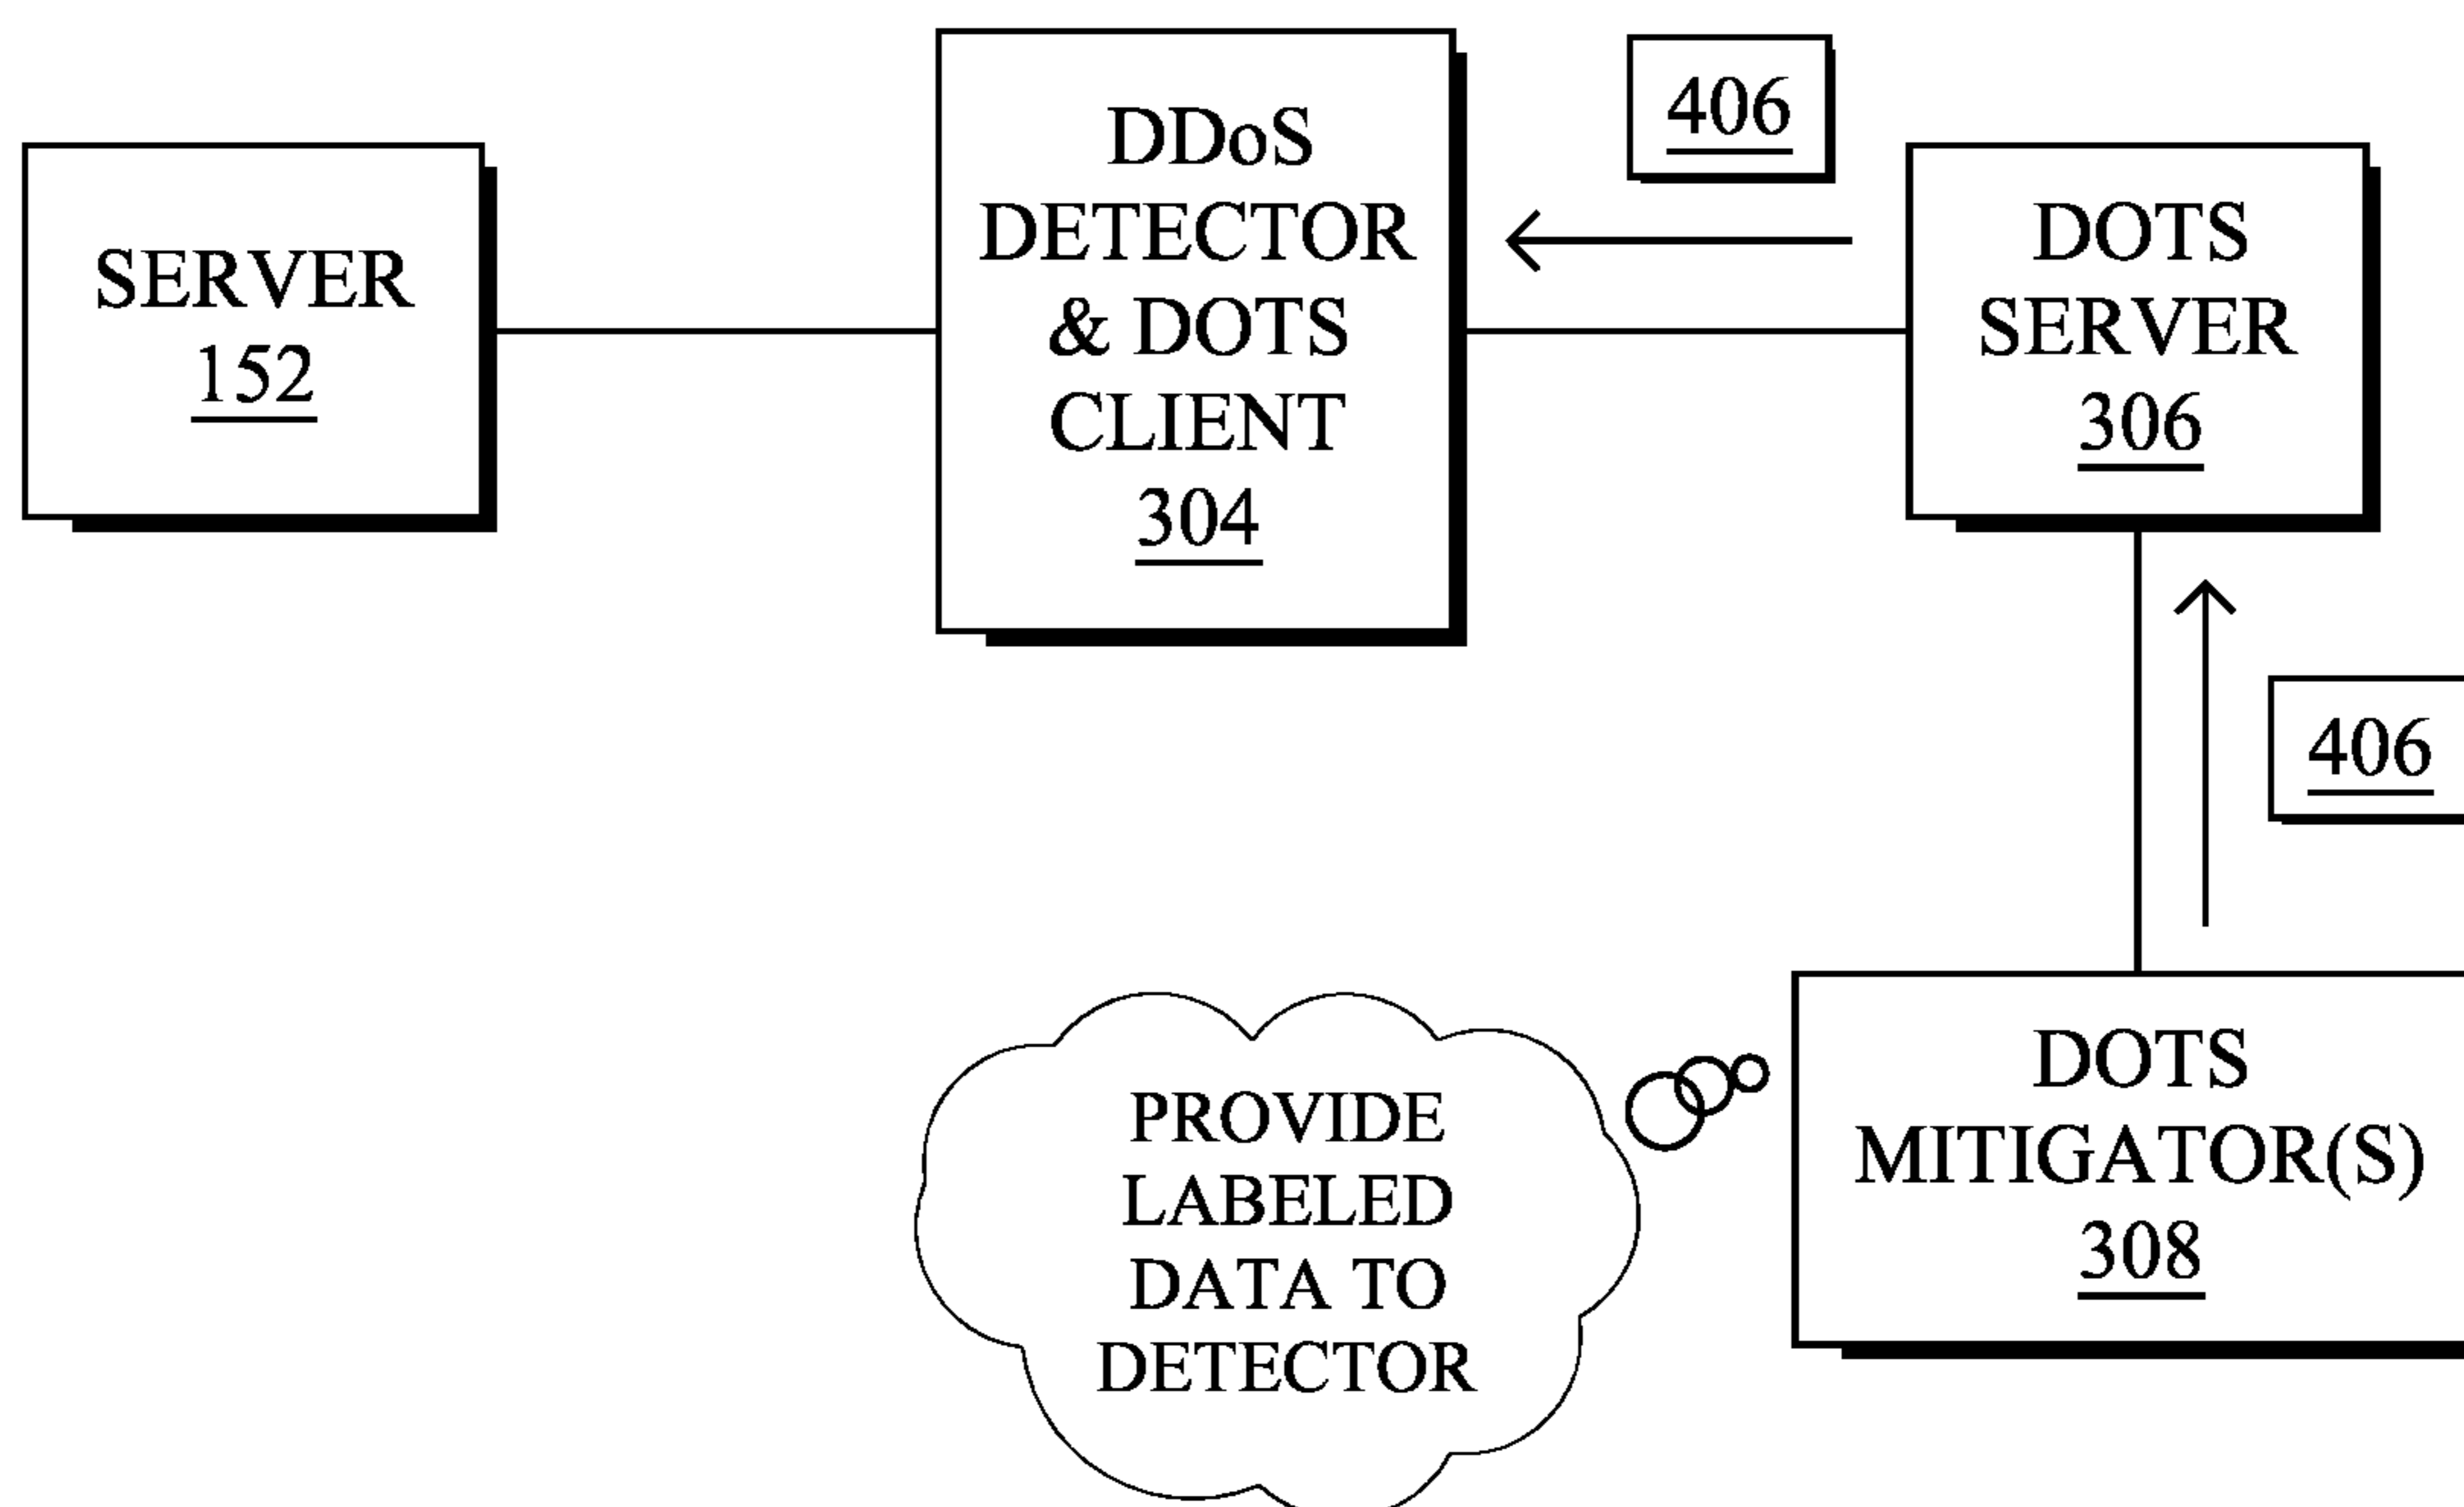 SERVER
152
DDoS
DETECTOR
& DOTS
CLIENT
304
406
DOTS
SERVER
306
406
DOTS
MITIGATOR(S)
308
PROVIDE
LABELED
DATA TO
DETECTOR